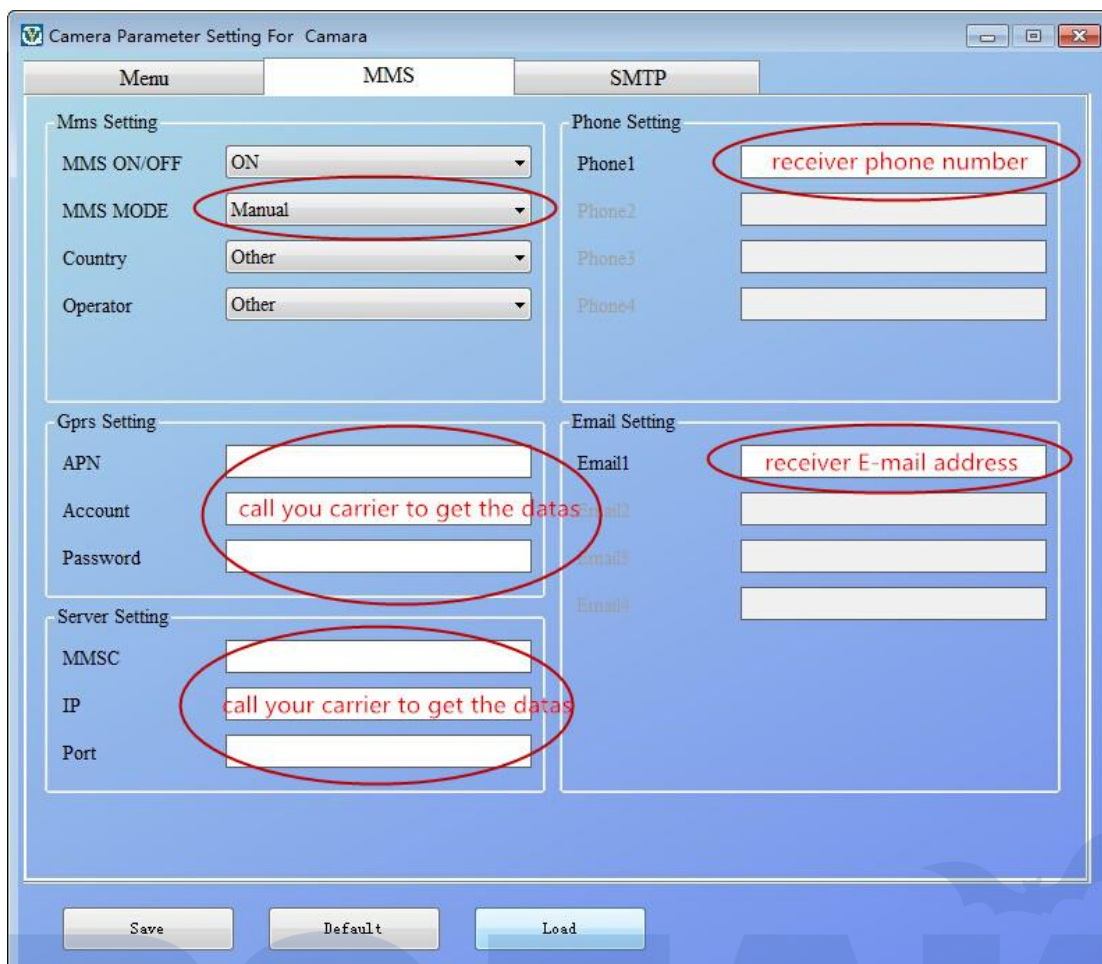 Camera Parameter Setting For Camara
Menu
MMS
SMTP
Mms Setting
MMS ON/OFF
ON
MMS MODE
Manual
Country
Other
Operator
Other
Phone Setting
Phone1
receiver phone number
Phone2
Phone3
Phone4
Gprs Setting
APN
Account
call you carrier to get the datas
Password
Email Setting
Email1
receiver E-mail address
Email2
Email3
Email4
Server Setting
MMSC
IP
call your carrier to get the datas
Port
Save
Default
Load